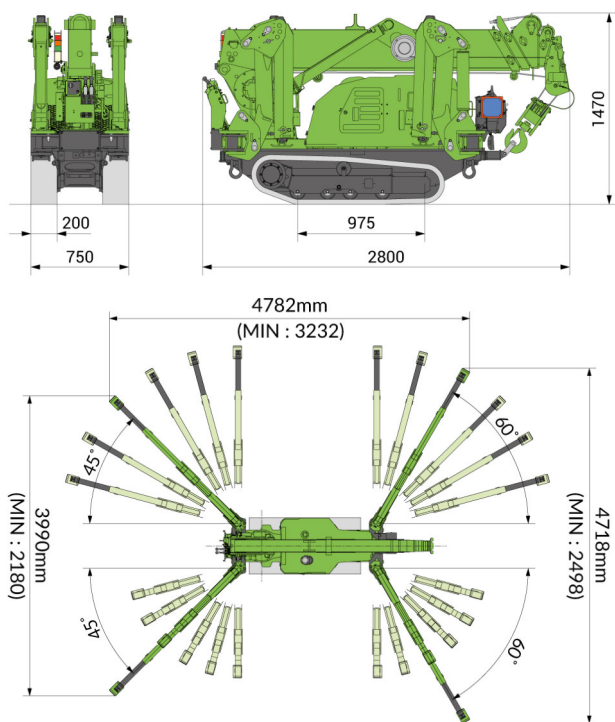 1470
200
975
750
2800
4782mm
(MIN : 3232)
45°
60°
3990mm
(MIN : 2180)
4718mm
(MIN : 2498)
45°
60°